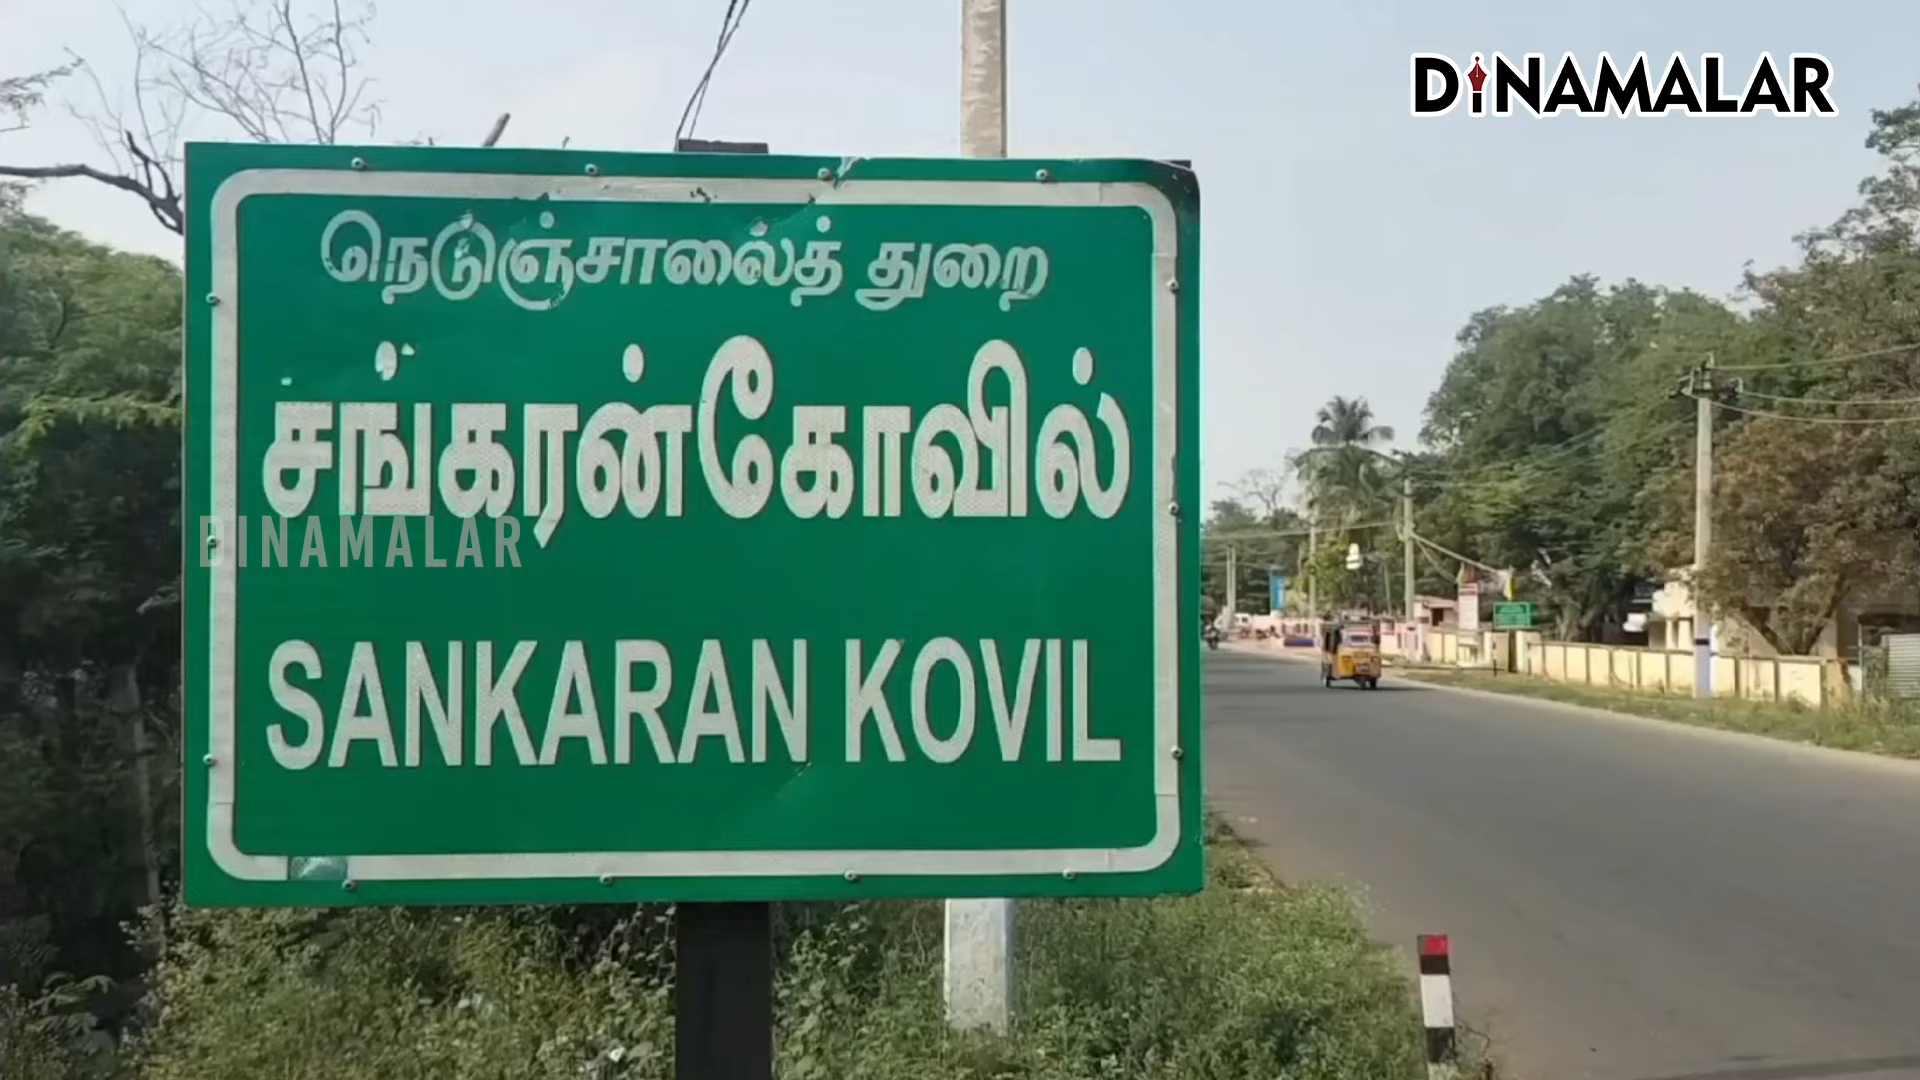 DINAMALAR
நெடுஞ்சாலைத் துறை
சங்கரன்கோவில்
DINAMALAR
SANKARAN KOVIL